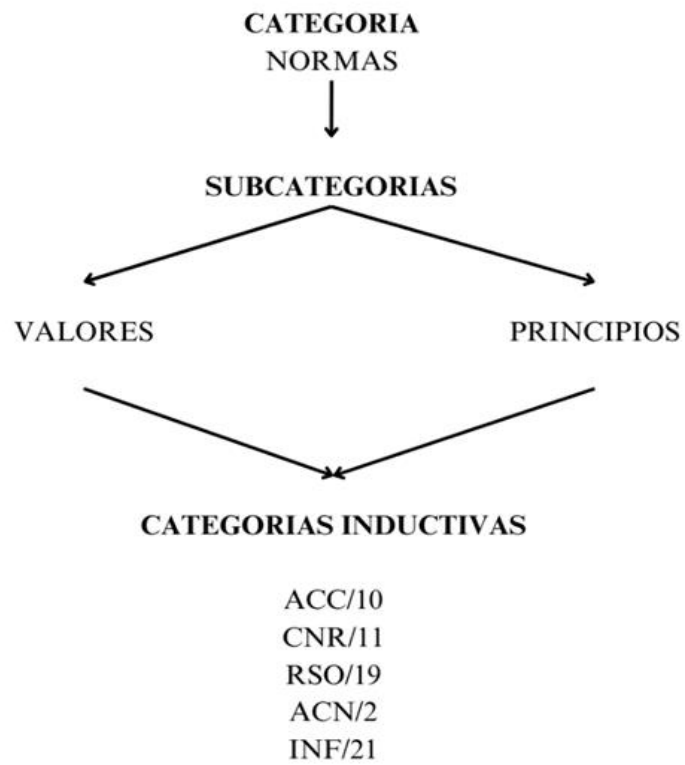 CATEGORIA
NORMAS
SUBCATEGORIAS
VALORES
PRINCIPIOS
CATEGORIAS INDUCTIVAS
ACC/10
CNR/11
RSO/19
ACN/2
INF/21